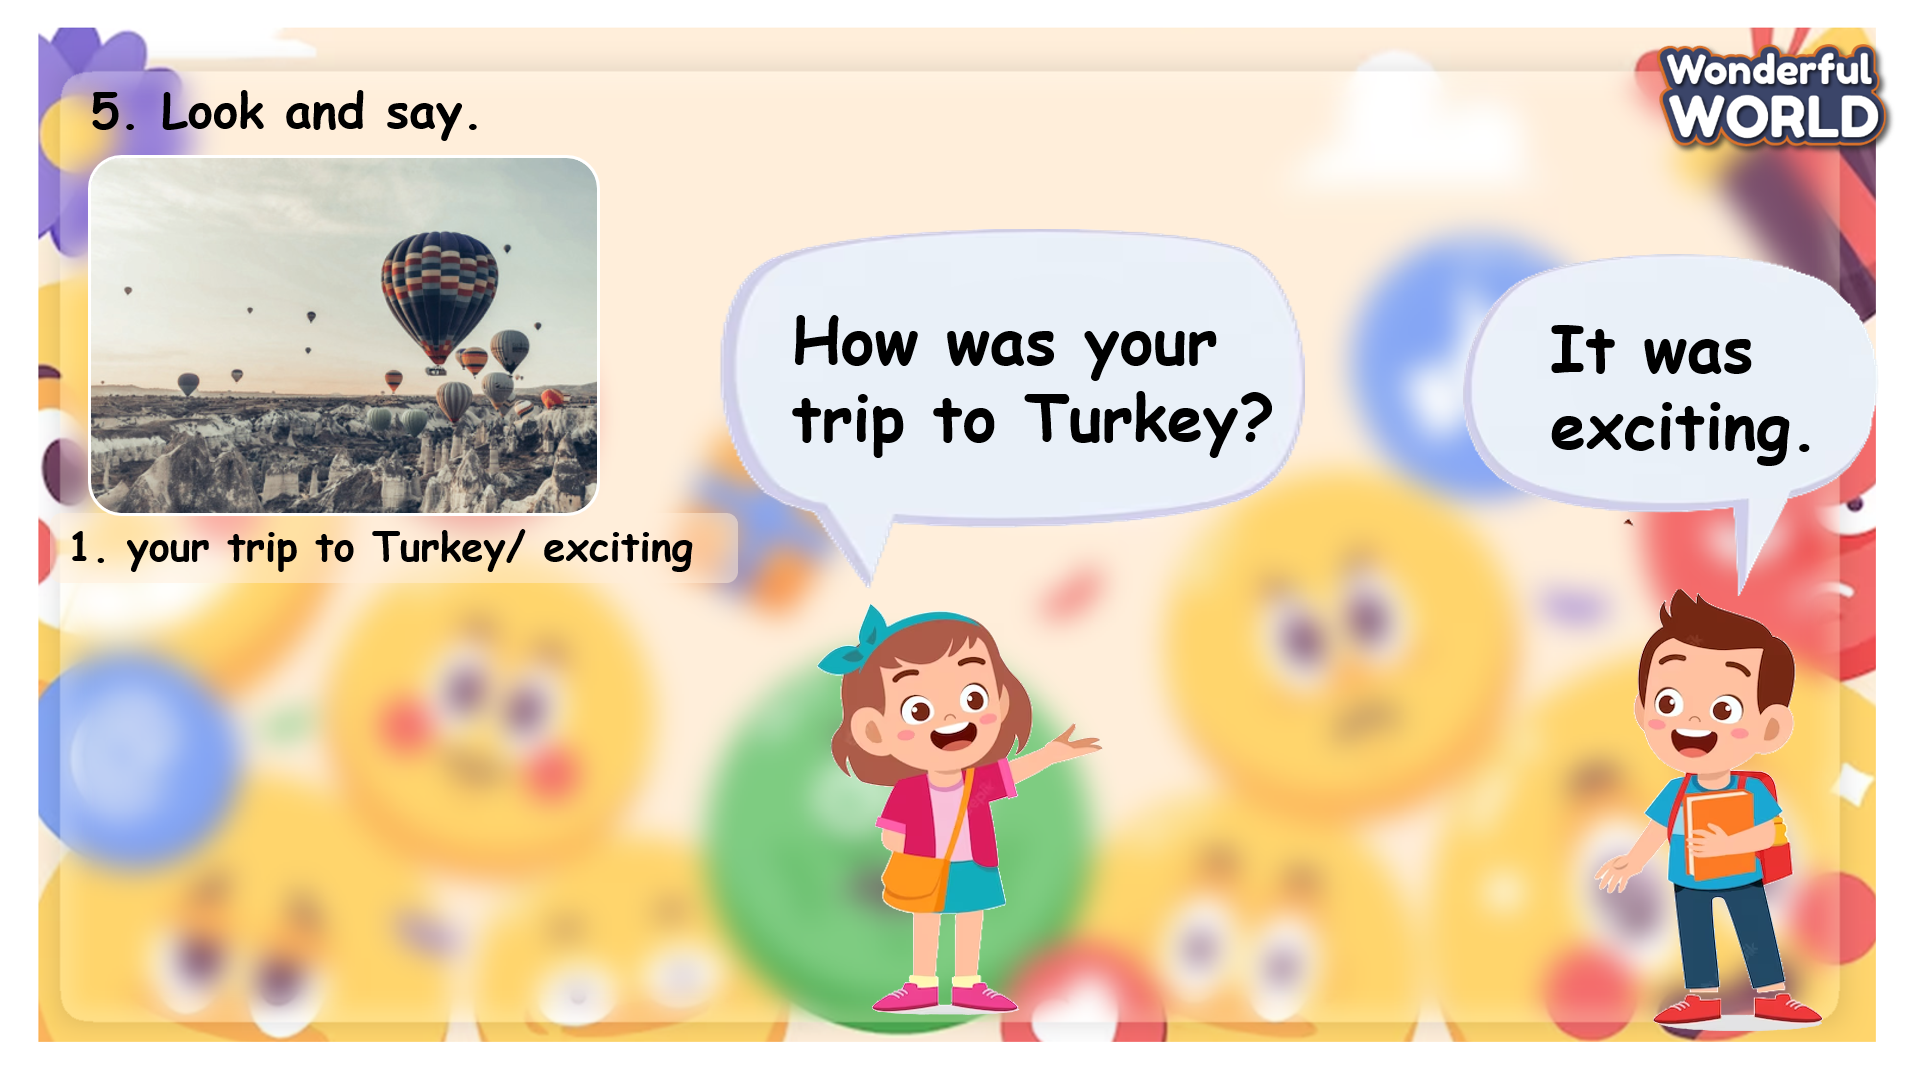 5. Look and say.
Wonderful
WORLD
How was your
trip to Turkey?
It was
exciting.
1. your trip to Turkey/ exciting